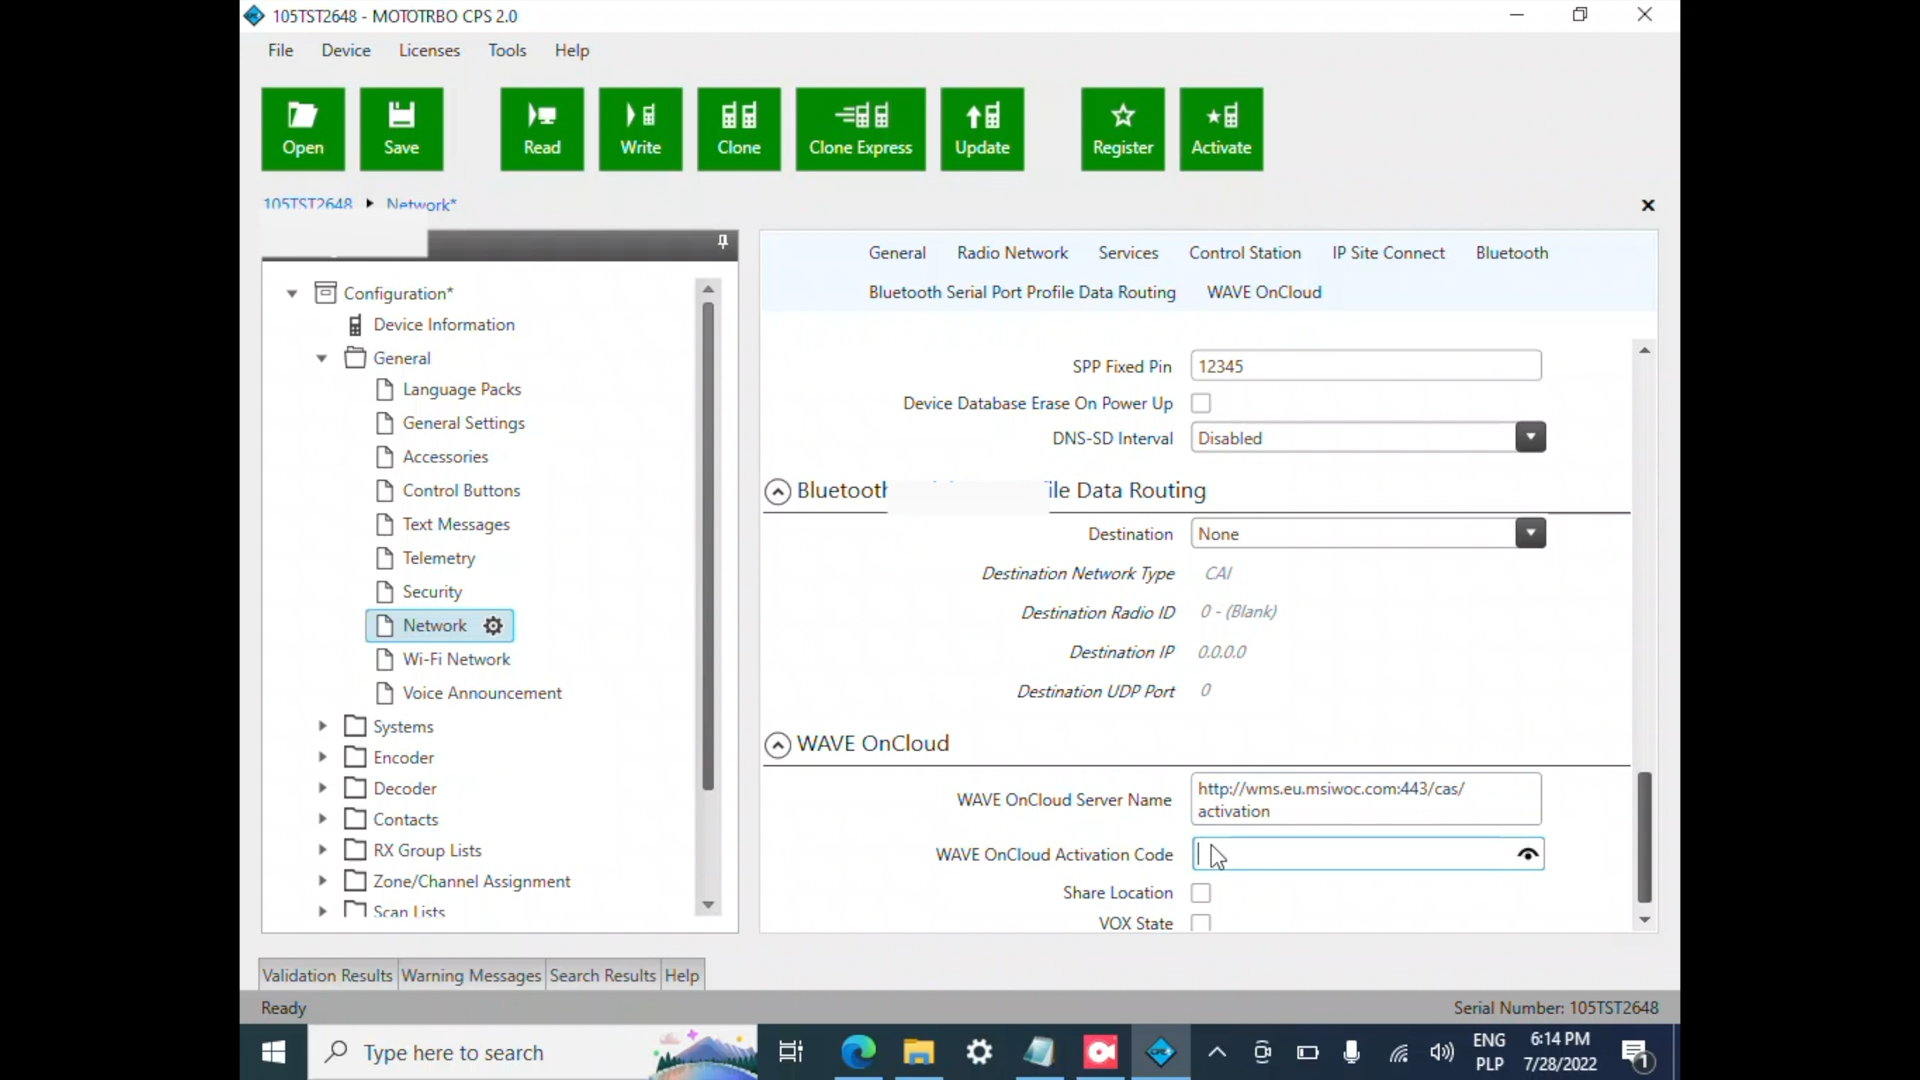 105TST2648 - MOTOTRBO CPS 2.0
File Device Licenses Tools Help
Open Save Read Write Clone Clone Express Update Register Activate
105TST2648 Network*
General Radio Network Services Control Station IP Site Connect Bluetooth
Bluetooth Serial Port Profile Data Routing WAVE OnCloud
Configuration*
Device Information
General
Language Packs
General Settings
Accessories
Control Buttons
Text Messages
Telemetry
Security
Network
Wi-Fi Network
Voice Announcement
Systems
Encoder
Decoder
Contacts
RX Group Lists
Zone/Channel Assignment
Scan Lists
SPP Fixed Pin 12345
Device Database Erase On Power Up
DNS-SD Interval Disabled
Bluetooth ile Data Routing
Destination None
Destination Network Type CAI
Destination Radio ID 0 - (Blank)
Destination IP 0.0.0.0
Destination UDP Port 0
WAVE OnCloud
WAVE OnCloud Server Name http://wms.eu.msiwoc.com:443/cas/
activation
WAVE OnCloud Activation Code
Share Location
VOX State
Validation Results Warning Messages Search Results Help
Ready Serial Number: 105TST2648
Type here to search
ENG 6:14 PM
PLP 7/28/2022 1